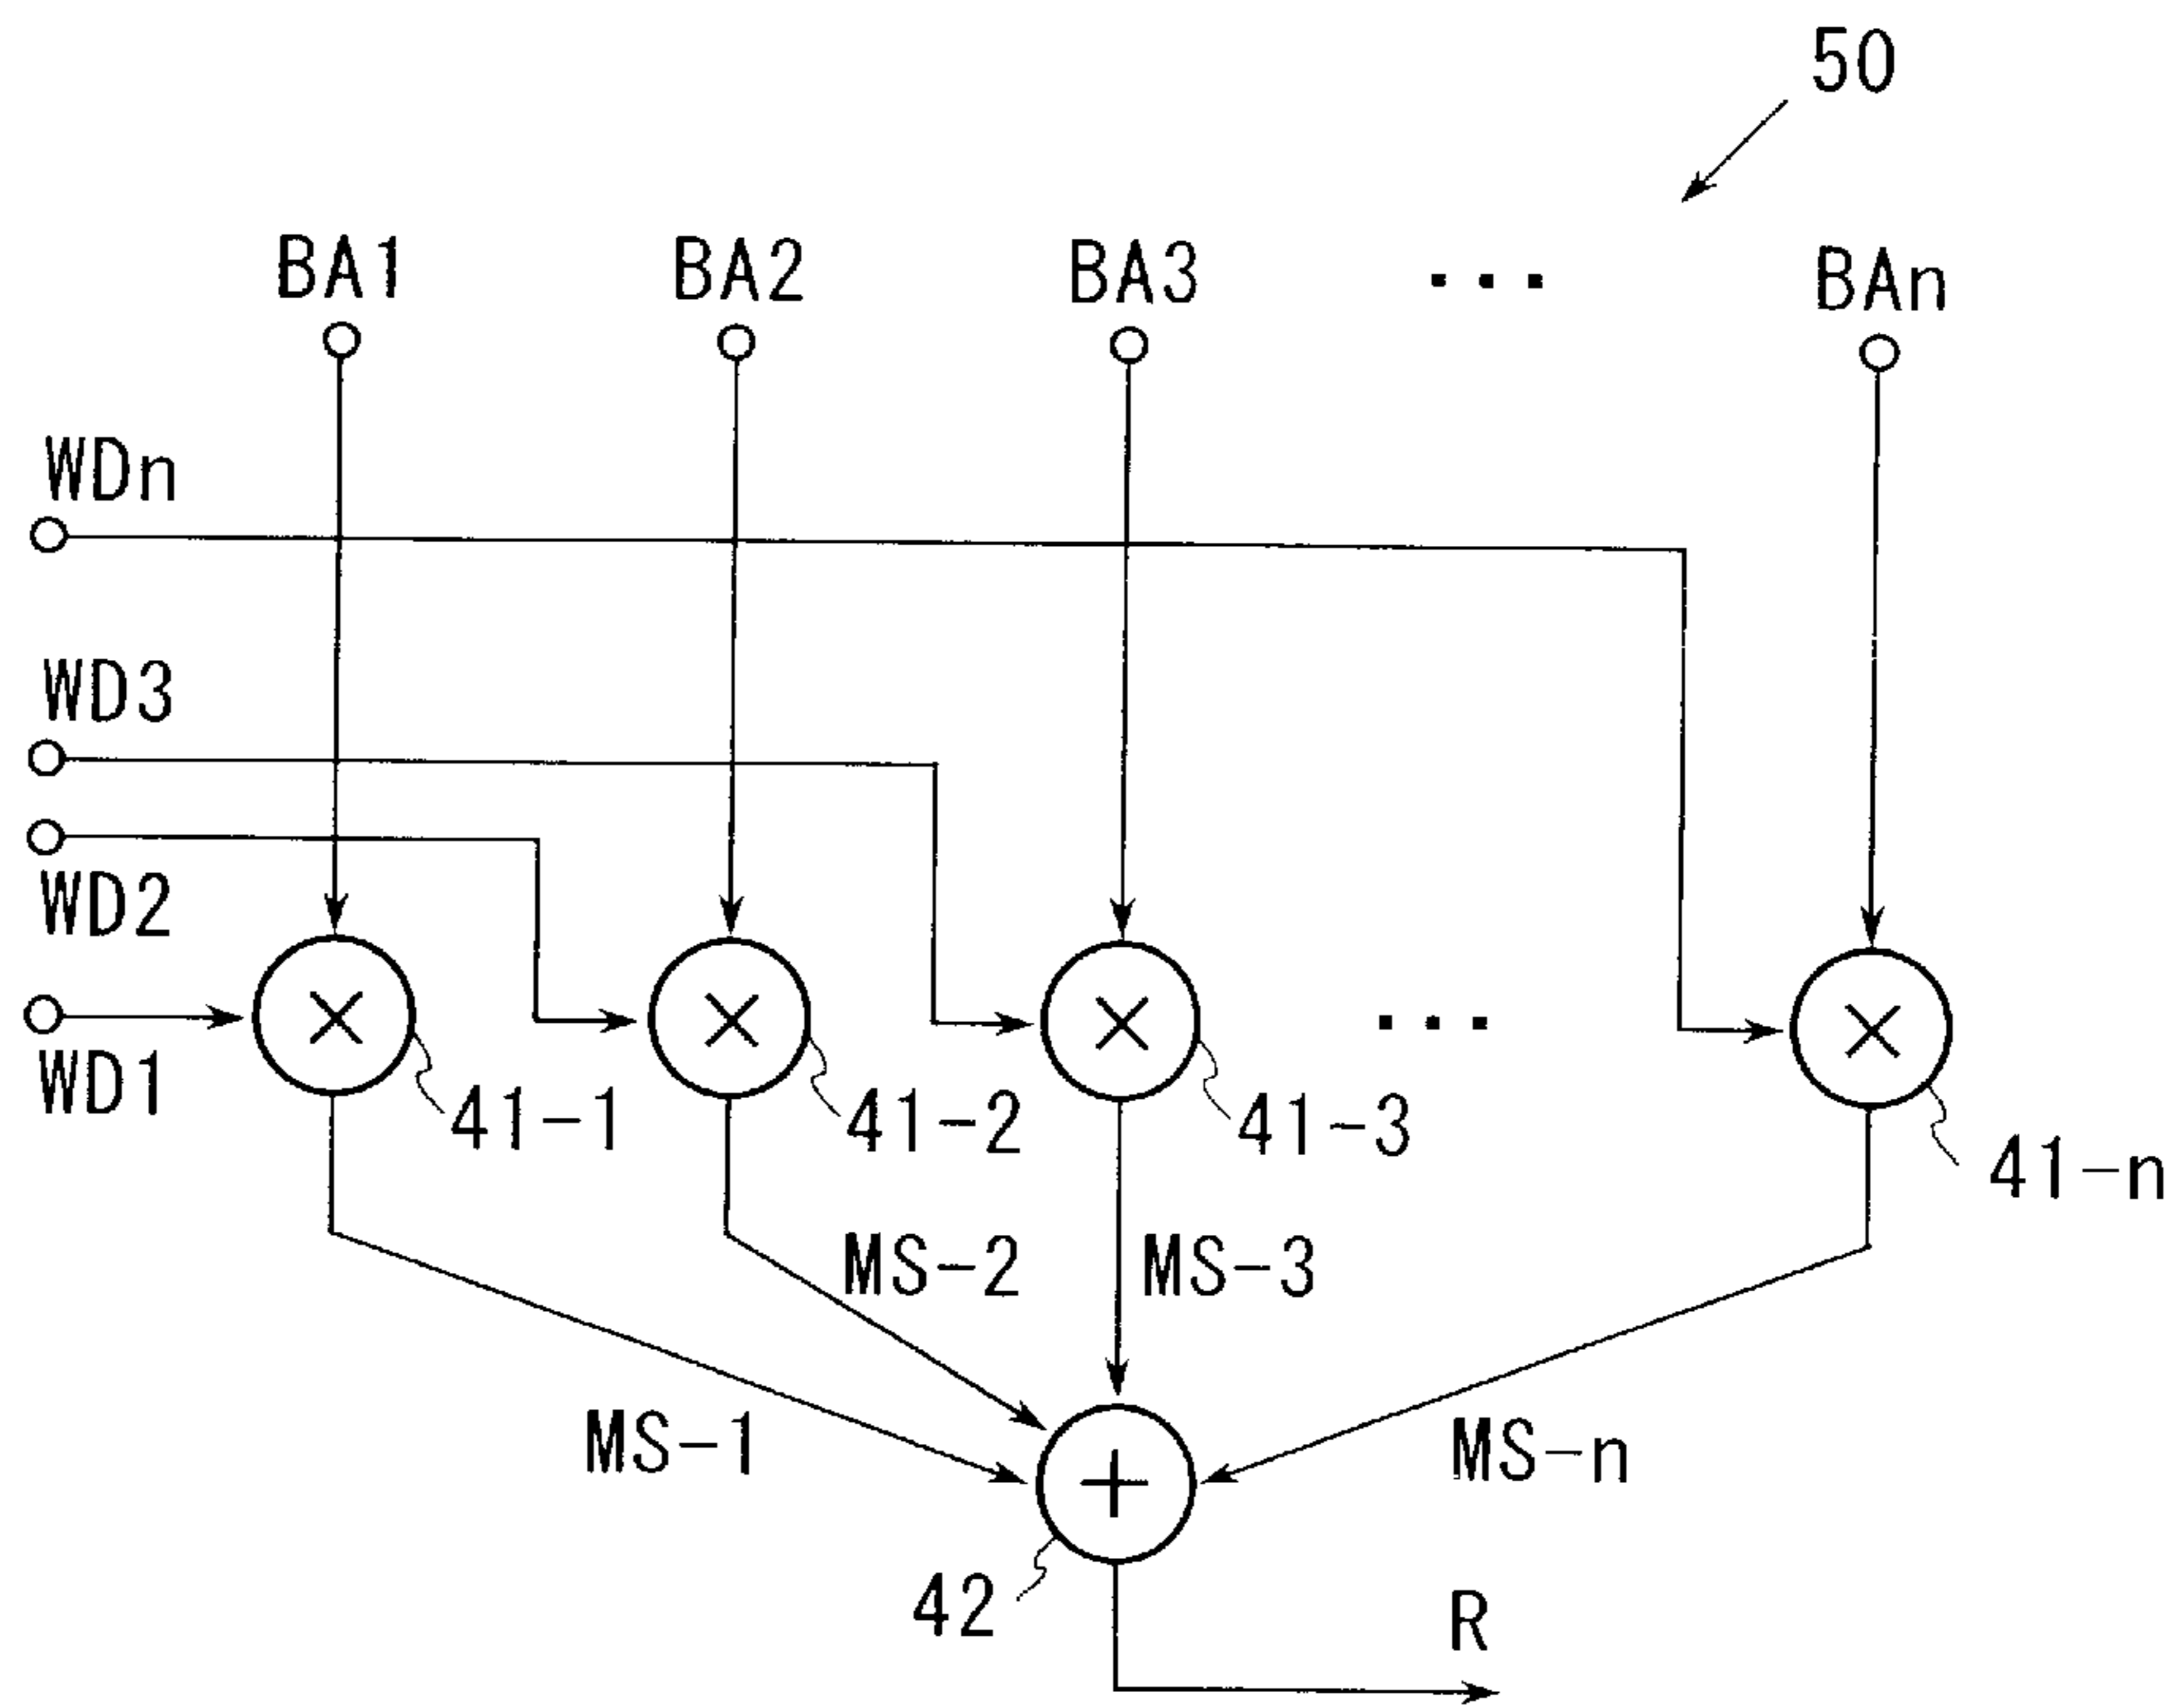 50
BA1 BA2 BA3 ... BAn
WDn
WD3
WD2
WD1
41-1 41-2 41-3 ... 41-n
MS-2 MS-3
MS-1 MS-n
42
R